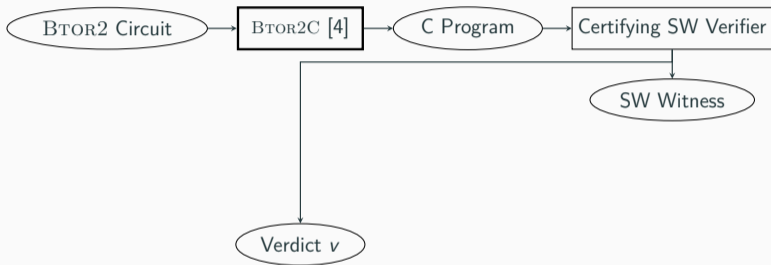 BTOR2 Circuit
BTOR2C [4]
C Program
Certifying SW Verifier
SW Witness
Verdict v